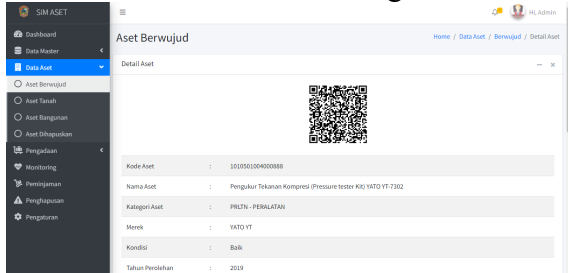 SIM ASET
Hi, Admin
Dashboard
Data Master
Data Aset
Aset Berwujud
Aset Tanah
Aset Bangunan
Aset Dihapuskan
Pengadaan
Monitoring
Peminjaman
Penghapusan
Pengaturan
Aset Berwujud
Home / Data Aset / Berwujud / Detail Aset
Detail Aset
Kode Aset : 1010501004000888
Nama Aset : Pengukur Tekanan Kompresi (Pressure tester Kit) YATO YT-7302
Kategori Aset : PRLTN - PERALATAN
Merek : YATO YT
Kondisi : Baik
Tahun Perolehan : 2019